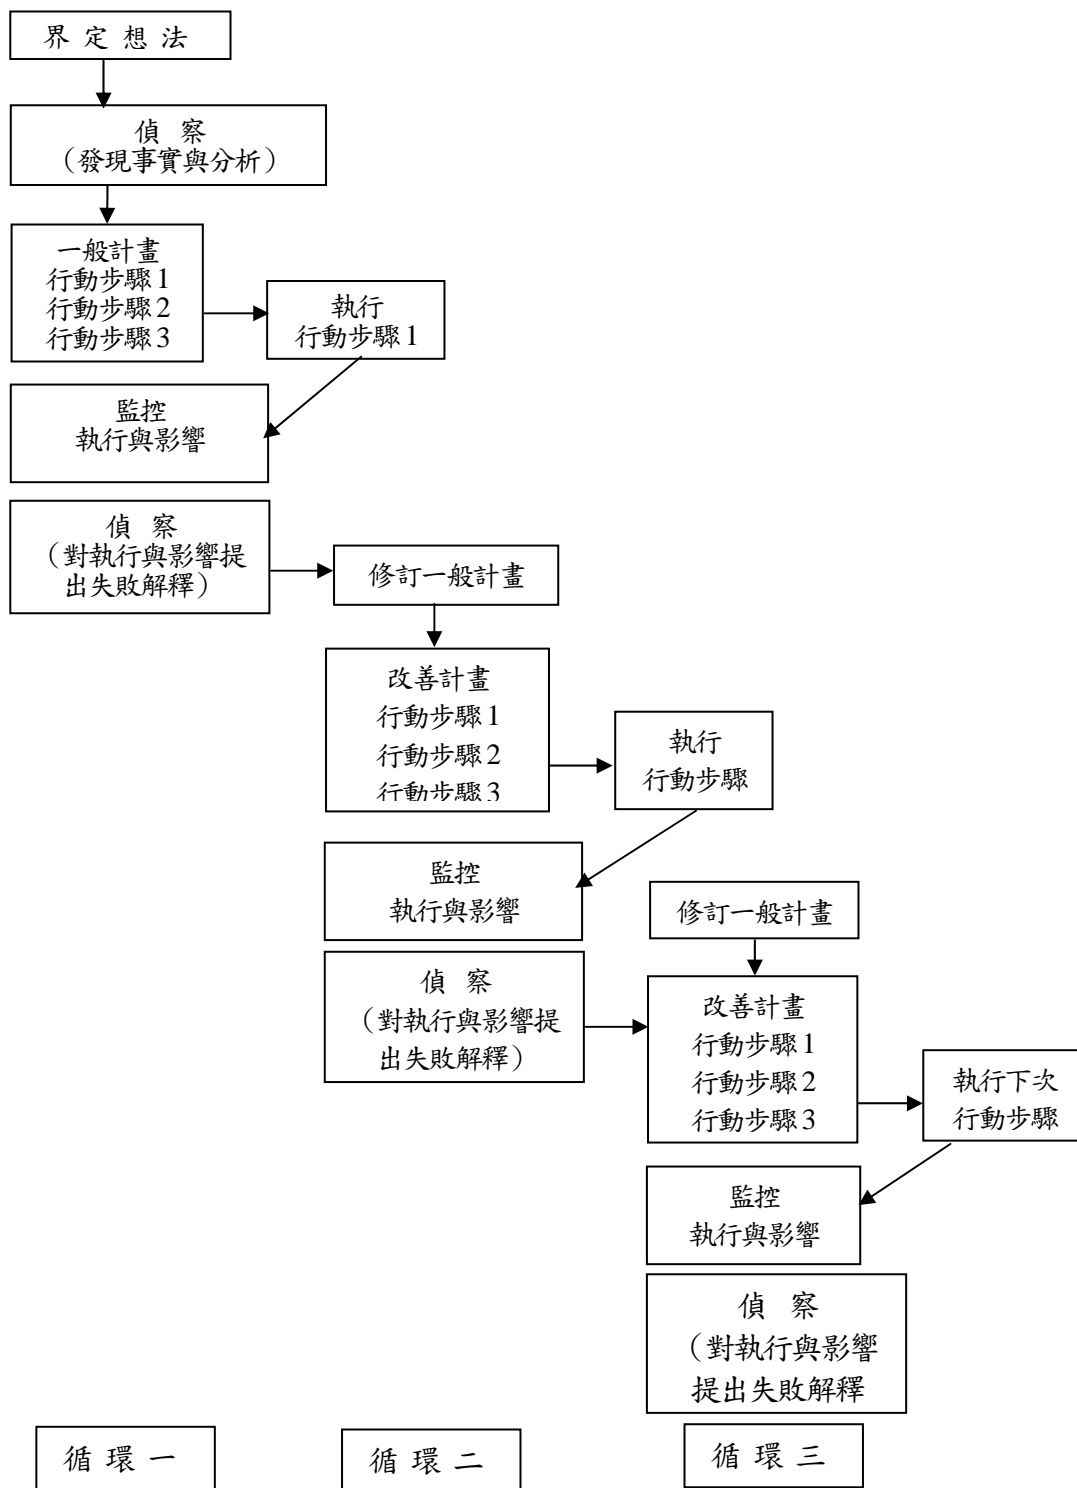 界定想法
偵察
（發現事實與分析）
一般計畫
行動步驟1
行動步驟2
行動步驟3
執行
行動步驟1
監控
執行與影響
偵察
（對執行與影響提
出失敗解釋）
修訂一般計畫
改善計畫
行動步驟1
行動步驟2
行動步驟3
執行
行動步驟
監控
執行與影響
偵察
（對執行與影響提
出失敗解釋）
修訂一般計畫
改善計畫
行動步驟1
行動步驟2
行動步驟3
執行下次
行動步驟
監控
執行與影響
偵察
（對執行與影響
提出失敗解釋
循環一
循環二
循環三